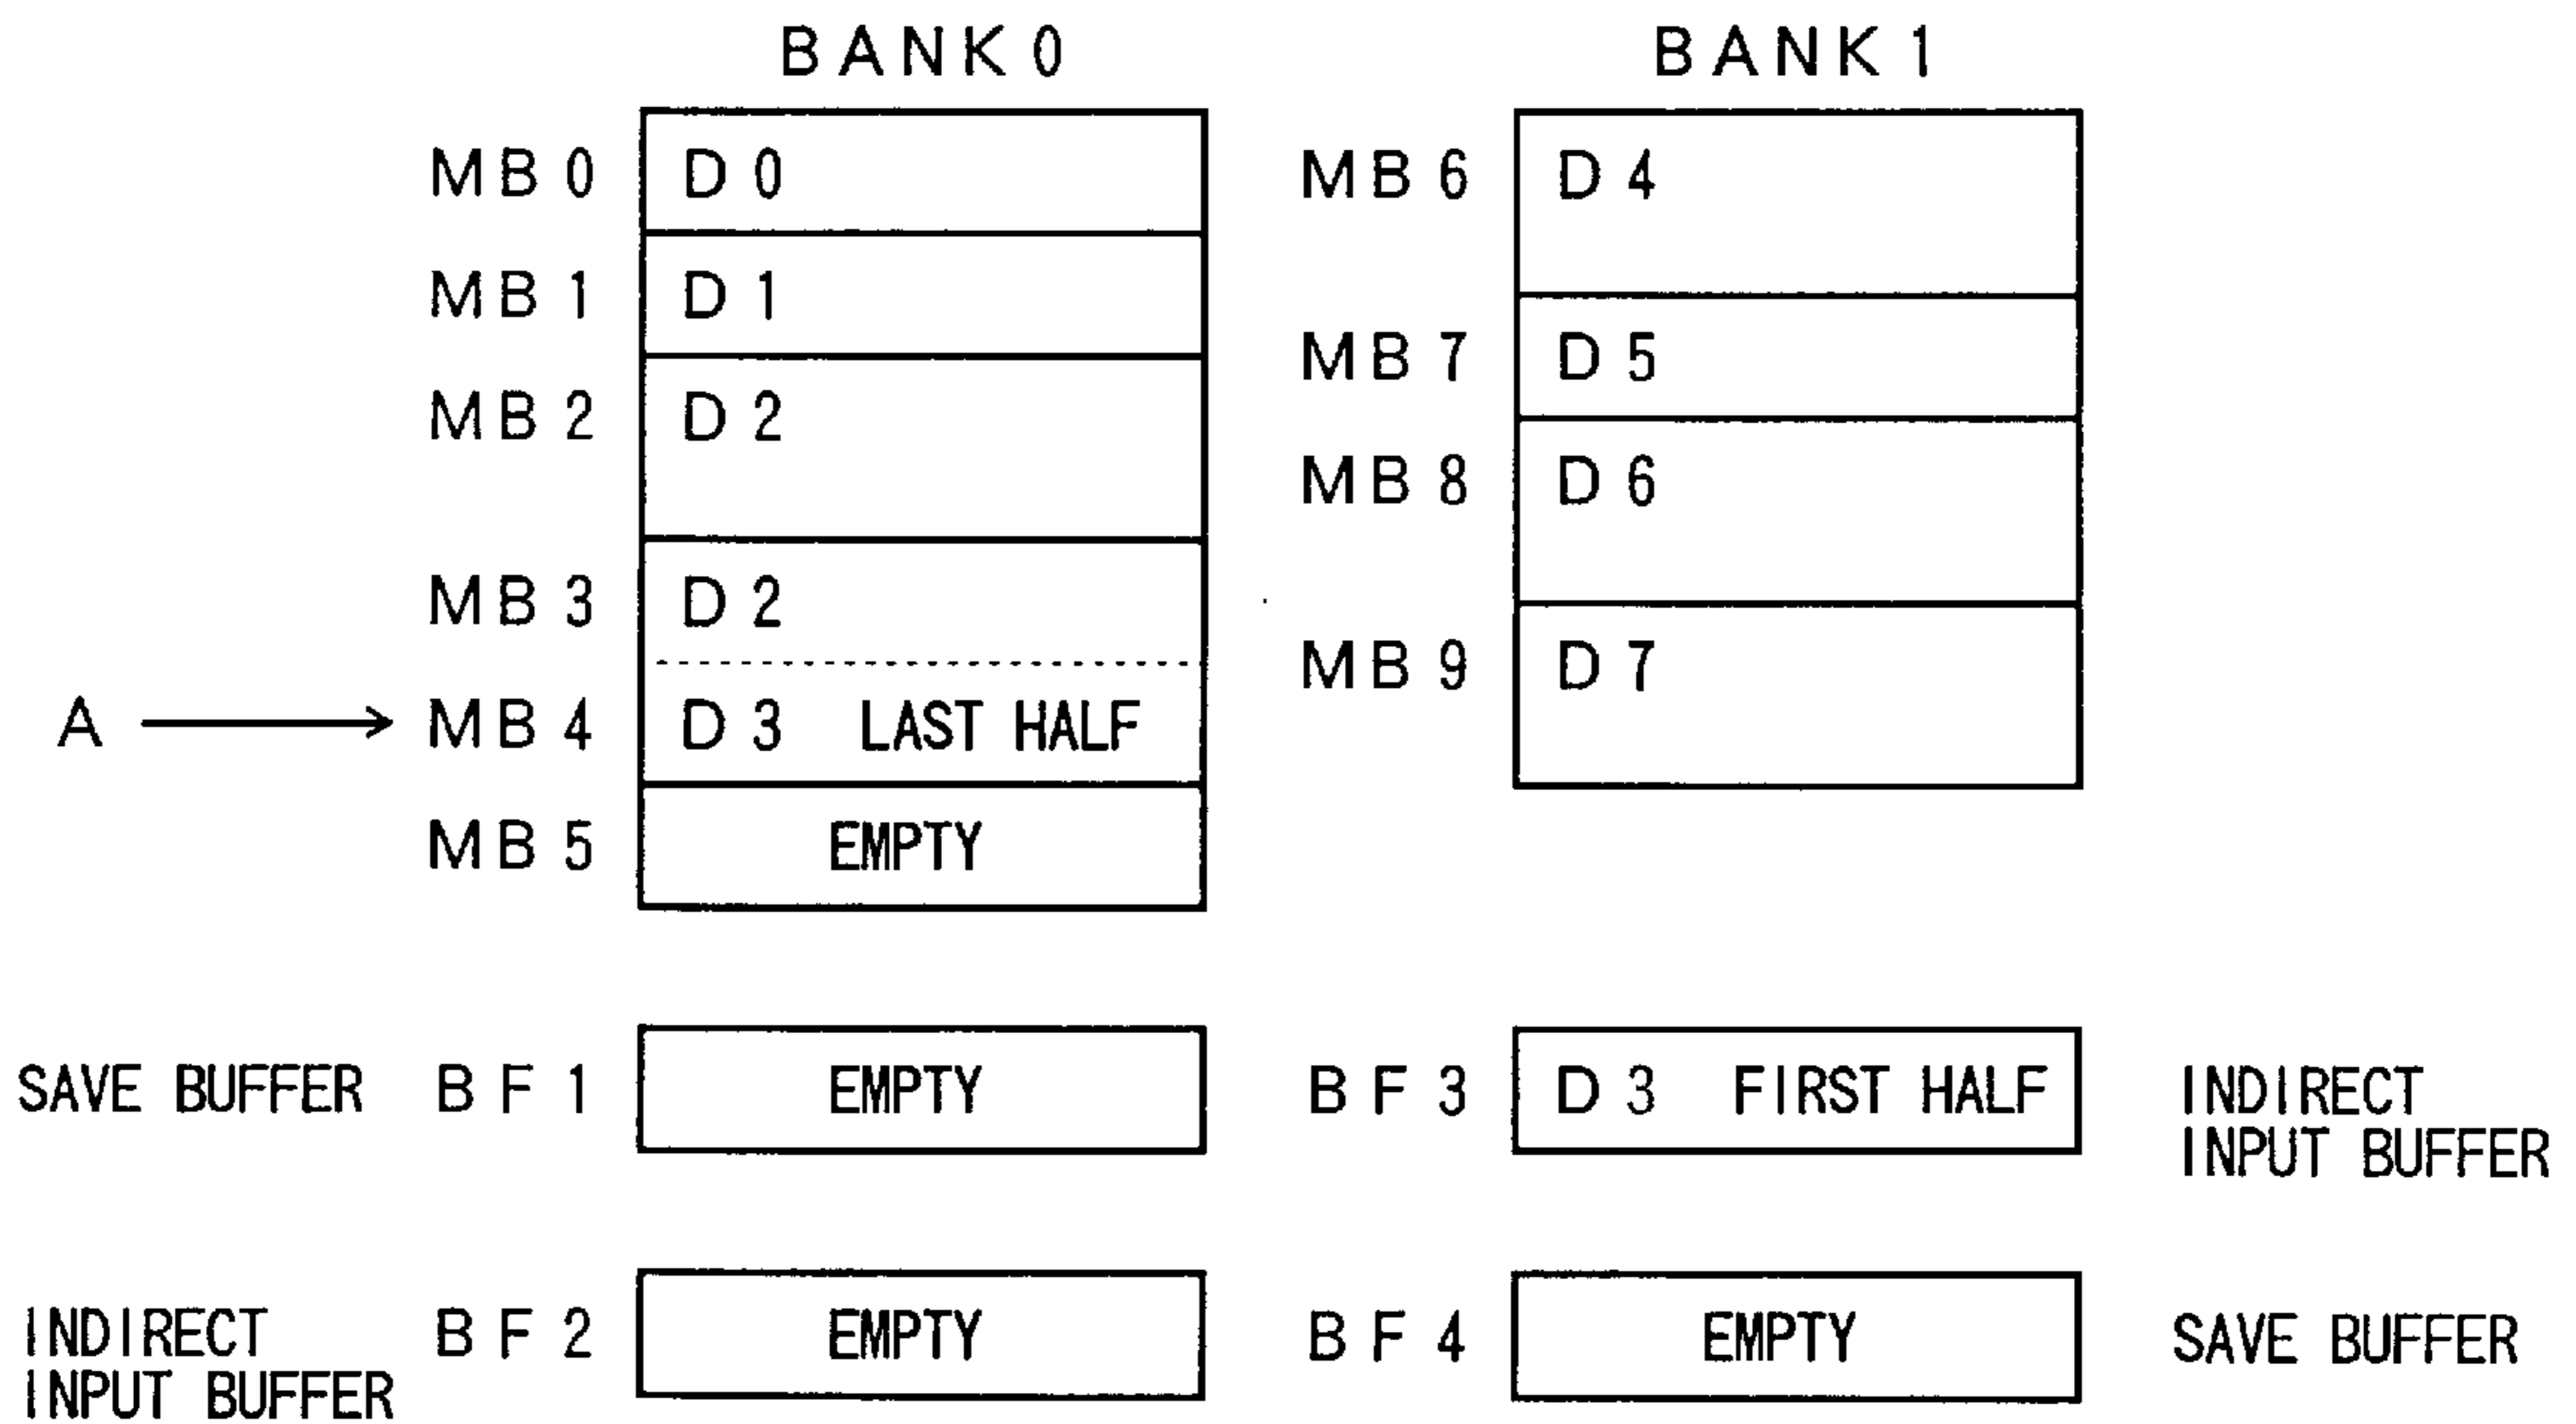 BANK0
MB0 D0
MB1 D1
MB2 D2
MB3 D2
A MB4 D3 LAST HALF
MB5 EMPTY
BANK1
MB6 D4
MB7 D5
MB8 D6
MB9 D7
SAVE BUFFER BF1 EMPTY
BF3 D3 FIRST HALF INDIRECT
INPUT BUFFER
INDIRECT BF2 EMPTY
INPUT BUFFER
BF4 EMPTY SAVE BUFFER